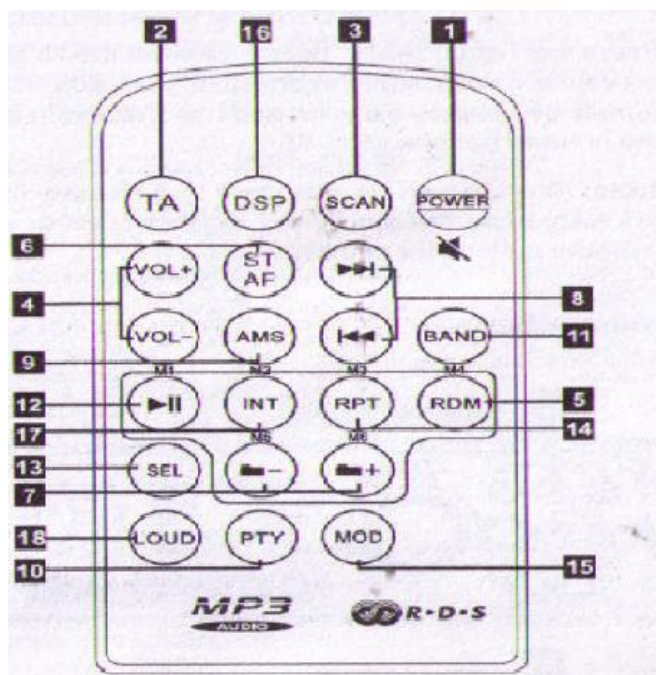 2 16 3 1
TA DSP SCAN POWER
6
VOL+ ST AF
4 8
VOL- AMS BAND
9 11
M1 M2 M3 M4
12 INT RPT RDM 5
17 M5 M6 14
13 SEL - +
7
18 LOUD PTY MOD
10 15
MP3 R·D·S
AUDIO